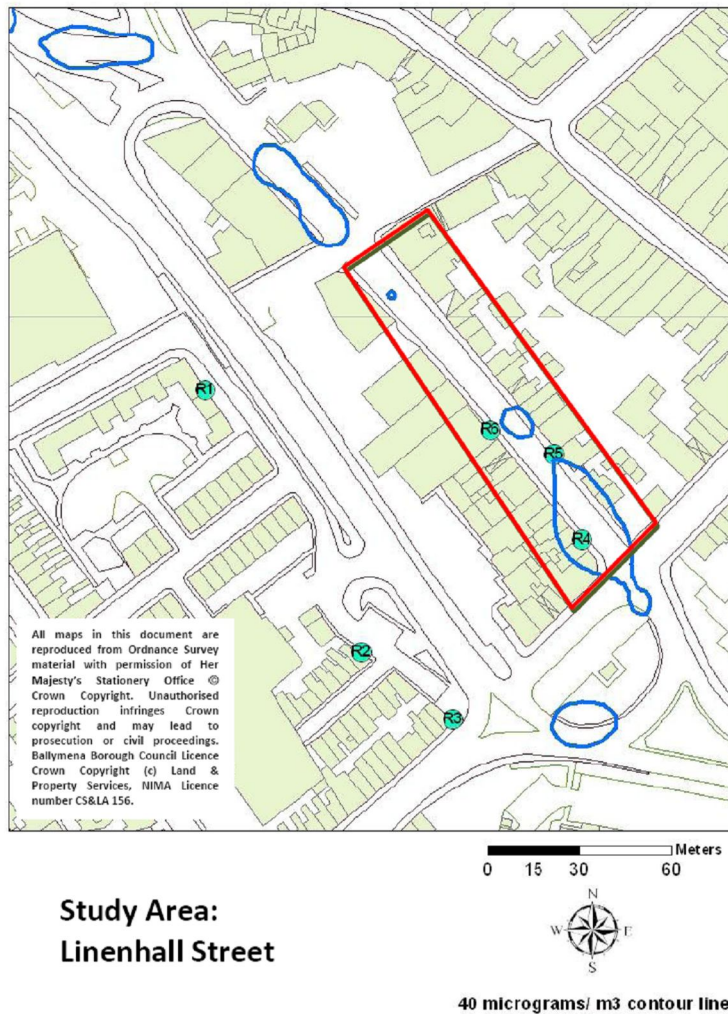 R1
R6
R5
R4
R2
R3
All maps in this document are
reproduced from Ordnance Survey
material with permission of Her
Majesty's Stationery Office ©
Crown Copyright. Unauthorised
reproduction infringes Crown
copyright and may lead to
prosecution or civil proceedings.
Ballymena Borough Council Licence
Crown Copyright (c) Land &
Property Services, NIMA Licence
number CS&LA 156.
Meters
0 15 30 60
Study Area:
Linenhall Street
N
W E
S
40 micrograms/ m3 contour line